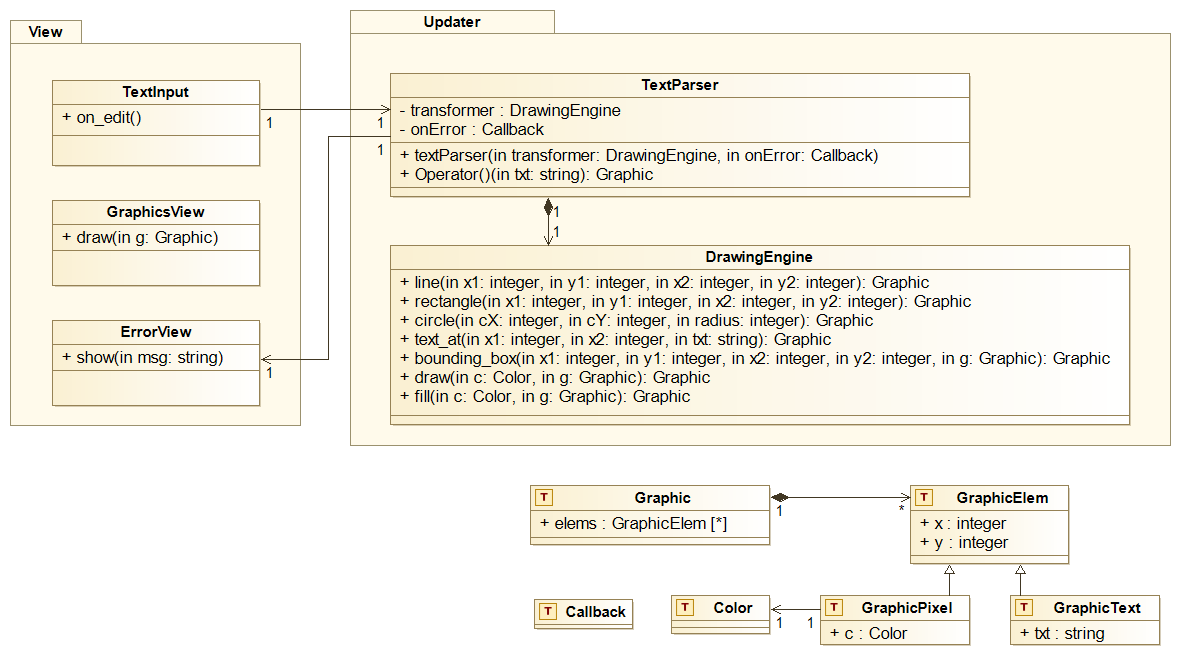 View
TextInput
+ on_edit()
1
GraphicsView
+ draw(in g: Graphic)
ErrorView
+ show(in msg: string)
1
Updater
TextParser
- transformer : DrawingEngine
- onError : Callback
+ textParser(in transformer: DrawingEngine, in onError: Callback)
+ Operator()(in txt: string): Graphic
1
1
1
1
DrawingEngine
+ line(in x1: integer, in y1: integer, in x2: integer, in y2: integer): Graphic
+ rectangle(in x1: integer, in y1: integer, in x2: integer, in y2: integer): Graphic
+ circle(in cX: integer, in cY: integer, in radius: integer): Graphic
+ text_at(in x1: integer, in x2: integer, in txt: string): Graphic
+ bounding_box(in x1: integer, in y1: integer, in x2: integer, in y2: integer, in g: Graphic): Graphic
+ draw(in c: Color, in g: Graphic): Graphic
+ fill(in c: Color, in g: Graphic): Graphic
T Graphic
+ elems : GraphicElem [*]
1
*
T GraphicElem
+ x : integer
+ y : integer
T Callback
T Color
1
1
T GraphicPixel
+ c : Color
T GraphicText
+ txt : string